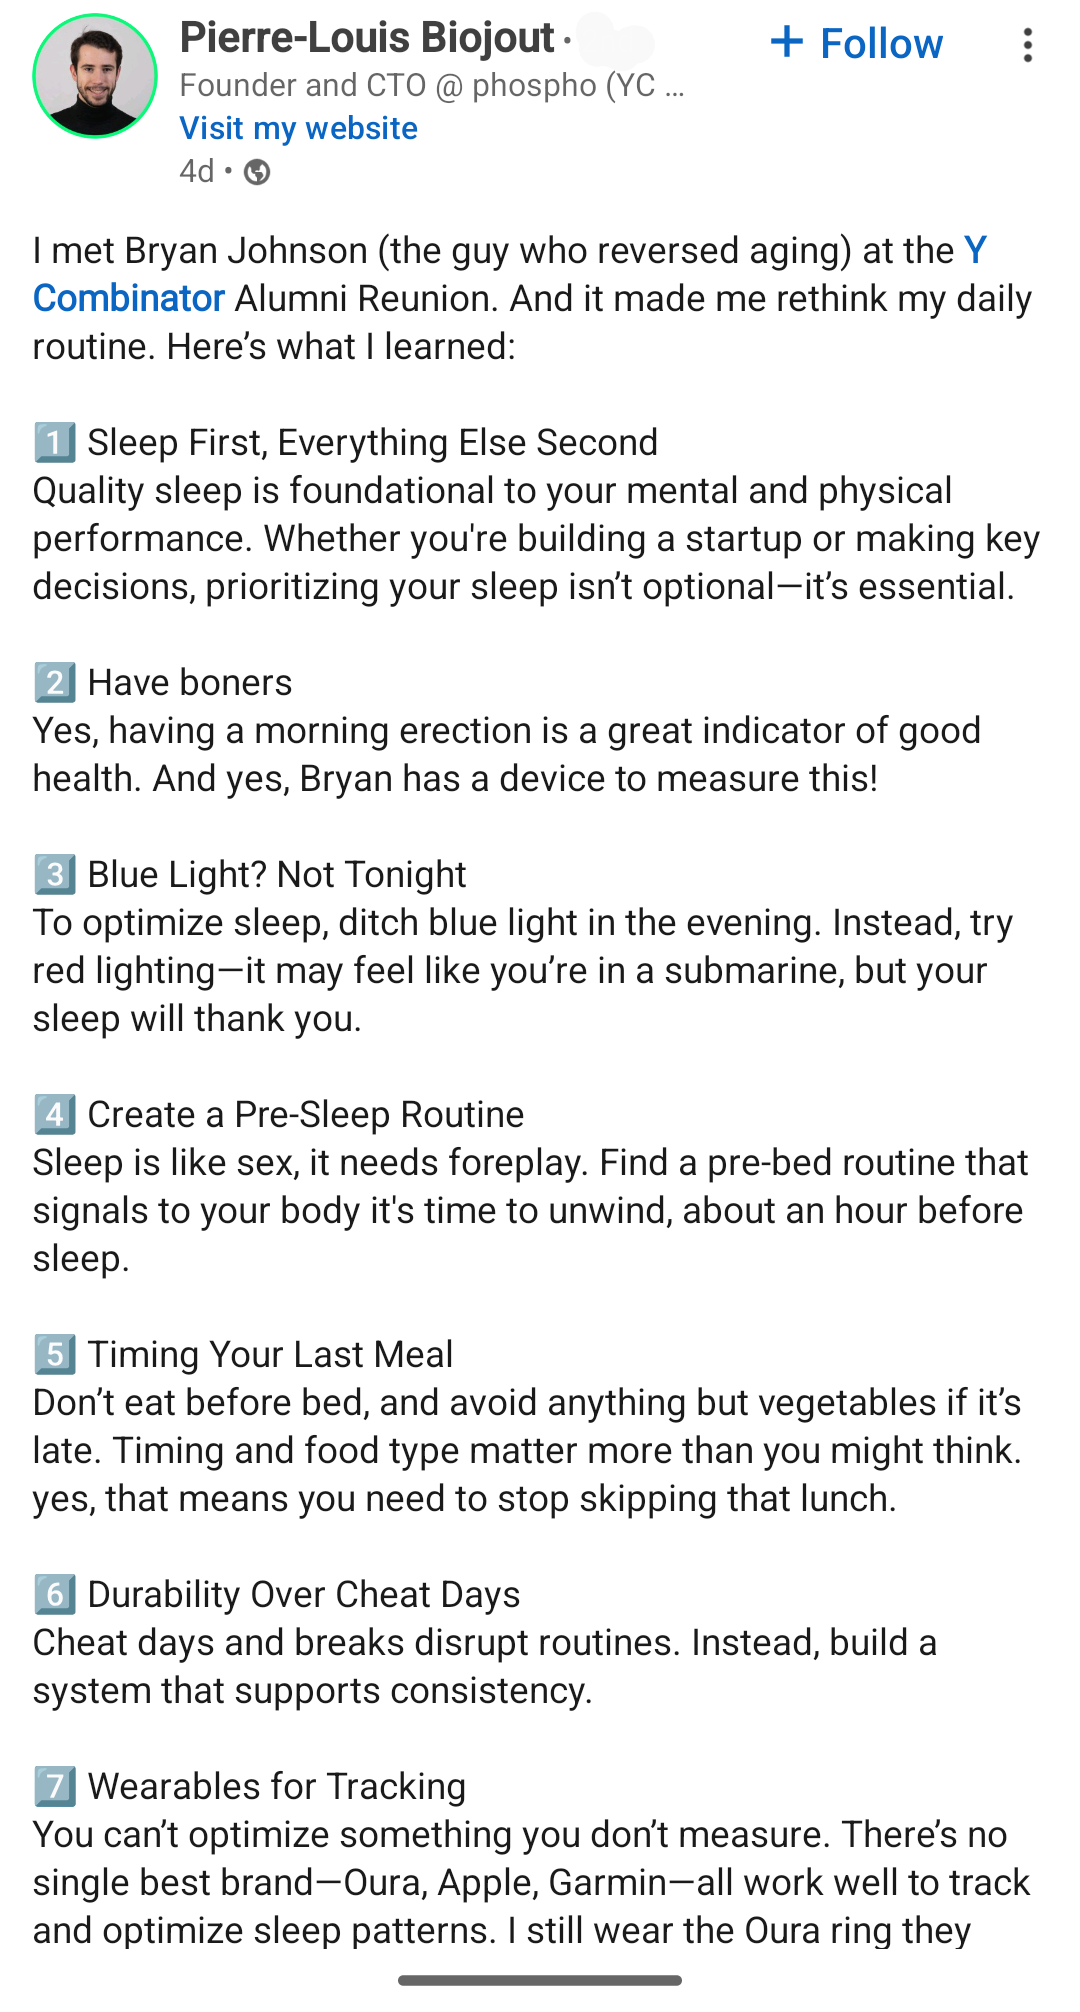 Pierre-Louis Biojout •
+ Follow
Founder and CTO @ phospho (YC ...
Visit my website
4d •
I met Bryan Johnson (the guy who reversed aging) at the Y
Combinator Alumni Reunion. And it made me rethink my daily
routine. Here’s what I learned:
1️⃣ Sleep First, Everything Else Second
Quality sleep is foundational to your mental and physical
performance. Whether you're building a startup or making key
decisions, prioritizing your sleep isn’t optional—it’s essential.
2️⃣ Have boners
Yes, having a morning erection is a great indicator of good
health. And yes, Bryan has a device to measure this!
3️⃣ Blue Light? Not Tonight
To optimize sleep, ditch blue light in the evening. Instead, try
red lighting—it may feel like you’re in a submarine, but your
sleep will thank you.
4️⃣ Create a Pre-Sleep Routine
Sleep is like sex, it needs foreplay. Find a pre-bed routine that
signals to your body it's time to unwind, about an hour before
sleep.
5️⃣ Timing Your Last Meal
Don’t eat before bed, and avoid anything but vegetables if it’s
late. Timing and food type matter more than you might think.
yes, that means you need to stop skipping that lunch.
6️⃣ Durability Over Cheat Days
Cheat days and breaks disrupt routines. Instead, build a
system that supports consistency.
7️⃣ Wearables for Tracking
You can’t optimize something you don’t measure. There’s no
single best brand—Oura, Apple, Garmin—all work well to track
and optimize sleep patterns. I still wear the Oura ring they